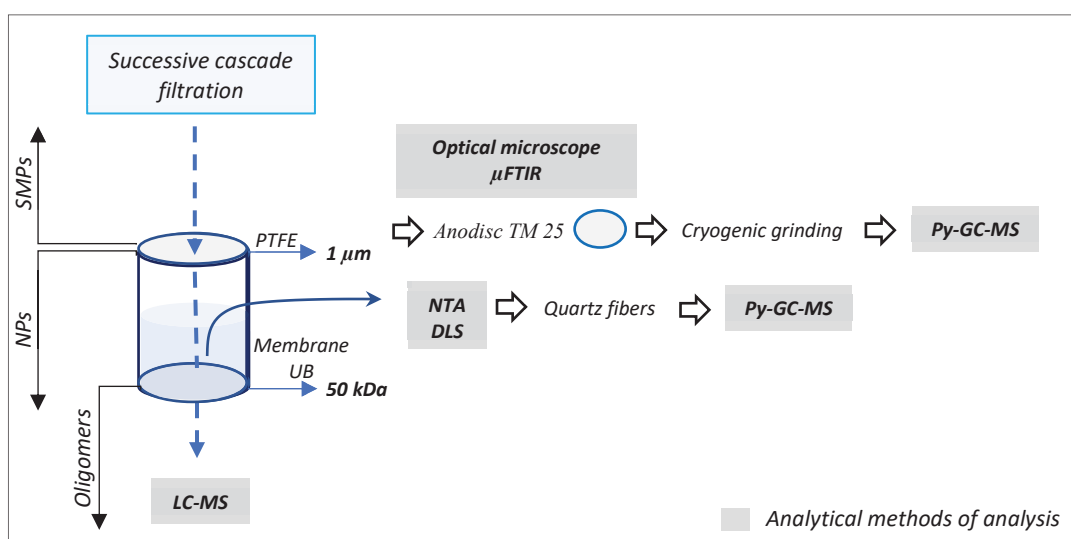 Successive cascade
filtration
SMPs
NPs
Oligomers
PTFE
1 µm
Membrane
UB
50 kDa
LC-MS
Optical microscope
µFTIR
Anodisc TM 25
Cryogenic grinding
Py-GC-MS
NTA
DLS
Quartz fibers
Py-GC-MS
Analytical methods of analysis